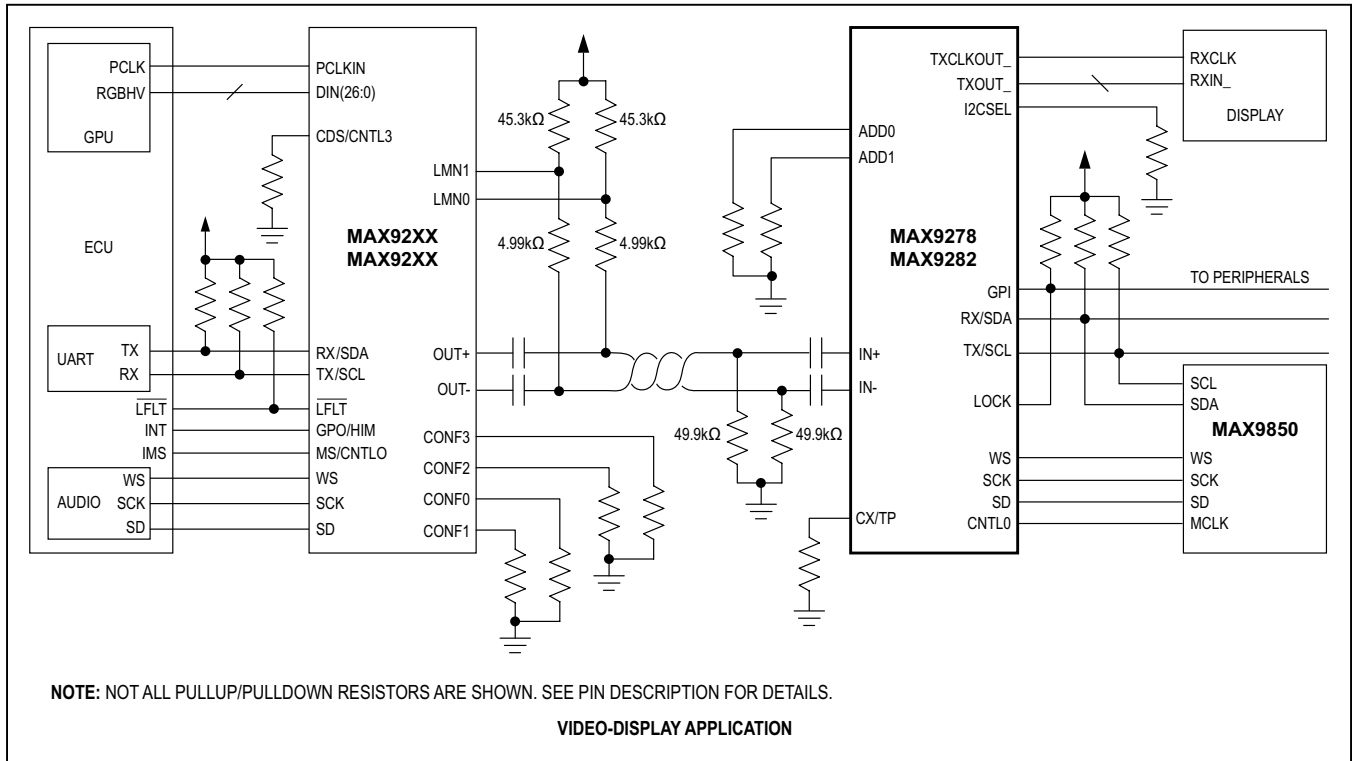 PCLK
RGBHV
GPU
ECU
UART
TX
RX
LFLT
INT
IMS
AUDIO
WS
SCK
SD
PCLKIN
DIN(26:0)
CDS/CNTL3
LMN1
LMN0
MAX92XX
MAX92XX
RX/SDA
TX/SCL
LFLT
GPO/HIM
MS/CNTLO
WS
SCK
SD
OUT+
OUT-
CONF3
CONF2
CONF0
CONF1
45.3kΩ
45.3kΩ
4.99kΩ
4.99kΩ
49.9kΩ
49.9kΩ
ADD0
ADD1
IN+
IN-
CX/TP
MAX9278
MAX9282
TXCLKOUT_
TXOUT_
I2CSEL
GPI
RX/SDA
TX/SCL
LOCK
WS
SCK
SD
CNTL0
RXCLK
RXIN_
DISPLAY
TO PERIPHERALS
SCL
SDA
MAX9850
WS
SCK
SD
MCLK
NOTE: NOT ALL PULLUP/PULLDOWN RESISTORS ARE SHOWN. SEE PIN DESCRIPTION FOR DETAILS.
VIDEO-DISPLAY APPLICATION